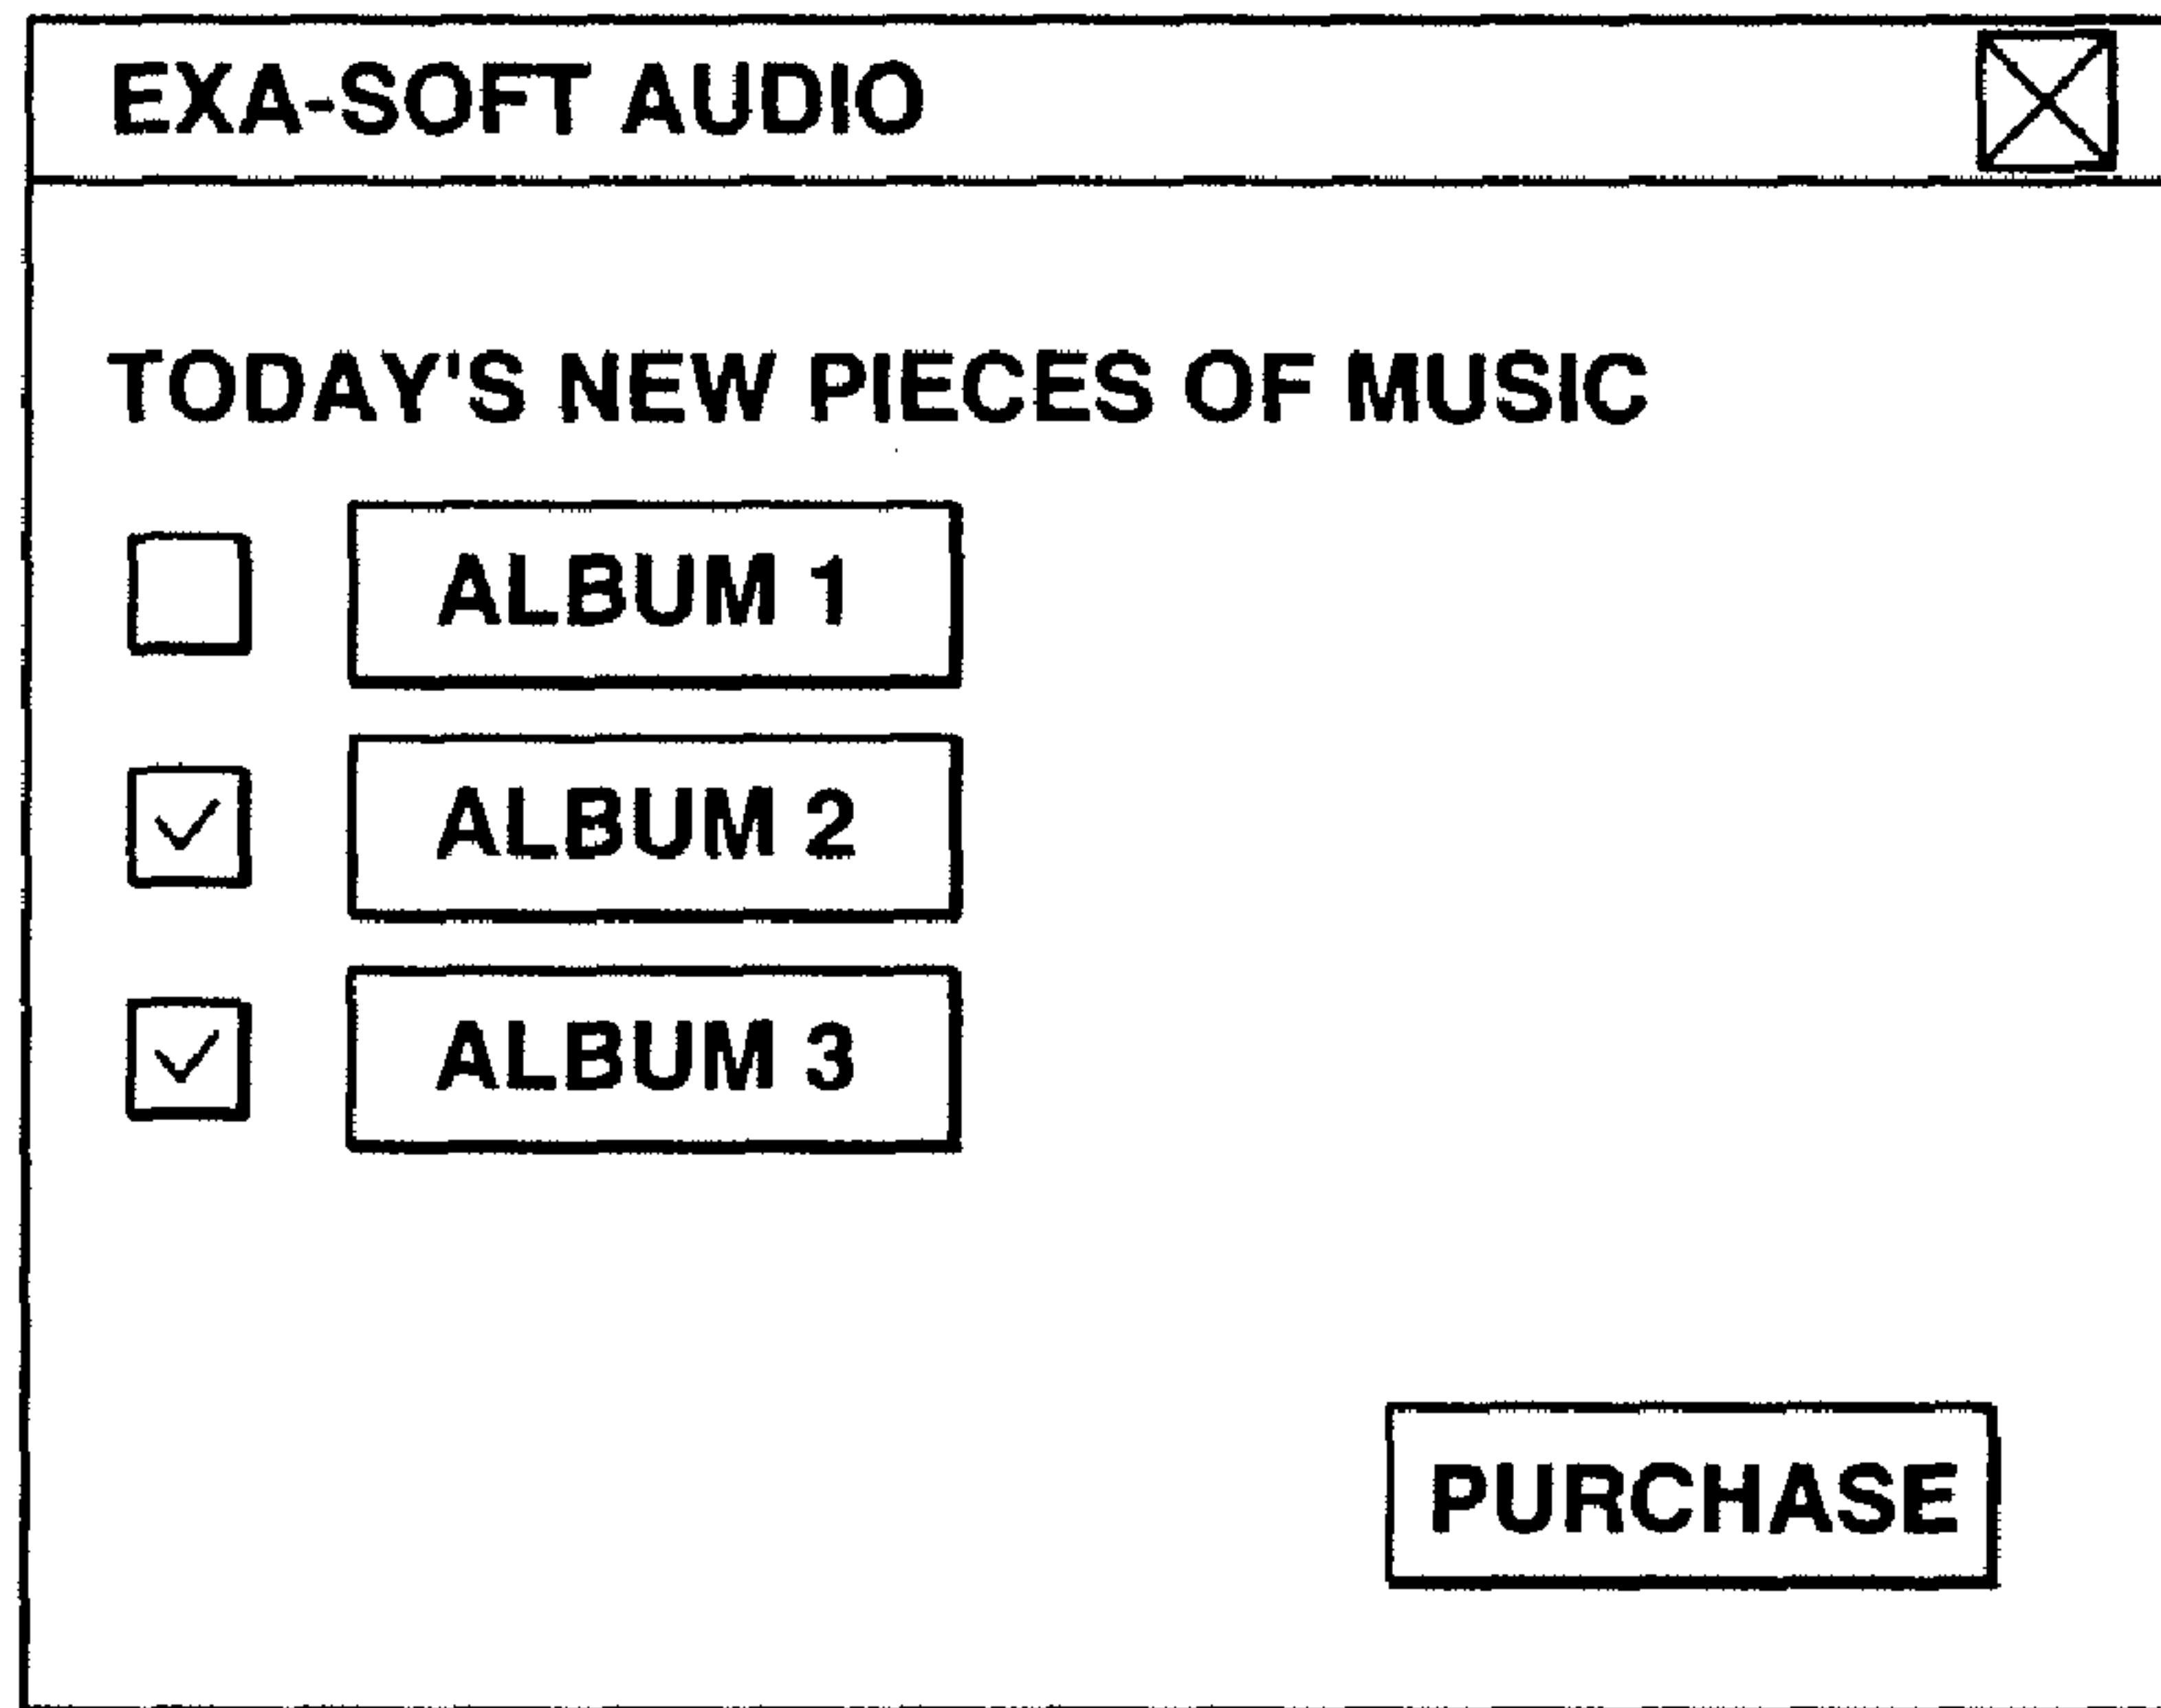 EXA-SOFT AUDIO
TODAY'S NEW PIECES OF MUSIC
ALBUM 1
ALBUM 2
ALBUM 3
PURCHASE